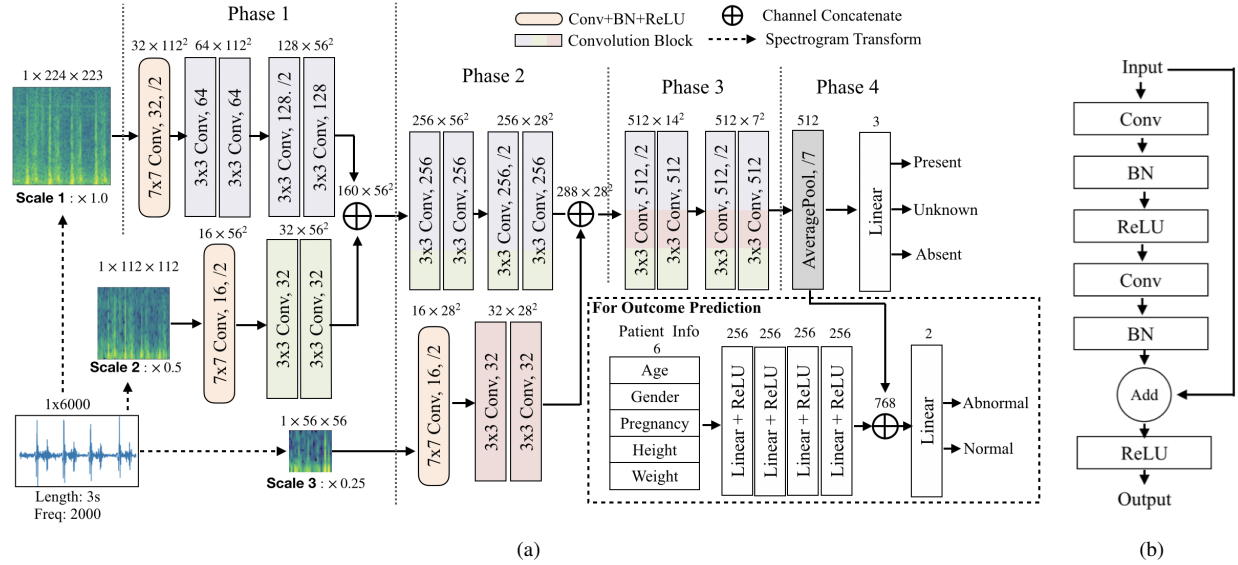 Phase 1
Conv+BN+ReLU
Convolution Block
Channel Concatenate
Spectrogram Transform
32 × 112²
64 × 112²
128 × 56²
1 × 224 × 223
7x7 Conv, 32, /2
3x3 Conv, 64
3x3 Conv, 64
3x3 Conv, 128. /2
3x3 Conv, 128
Scale 1 : × 1.0
160 × 56²
16 × 56²
32 × 56²
1 × 112 × 112
7x7 Conv, 16, /2
3x3 Conv, 32
3x3 Conv, 32
Scale 2 : × 0.5
1x6000
Length: 3s
Freq: 2000
1 × 56 × 56
Scale 3 : × 0.25
Phase 2
256 × 56²
256 × 28²
3x3 Conv, 256
3x3 Conv, 256
3x3 Conv, 256, /2
3x3 Conv, 256
288 × 28²
16 × 28²
32 × 28²
7x7 Conv, 16, /2
3x3 Conv, 32
3x3 Conv, 32
Phase 3
512 × 14²
512 × 7²
3x3 Conv, 512, /2
3x3 Conv, 512
3x3 Conv, 512, /2
3x3 Conv, 512
Phase 4
512
3
AveragePool, /7
Linear
Present
Unknown
Absent
For Outcome Prediction
Patient Info
6
Age
Gender
Pregnancy
Height
Weight
256
256
256
256
Linear + ReLU
Linear + ReLU
Linear + ReLU
Linear + ReLU
768
2
Linear
Abnormal
Normal
(a)
Input
Conv
BN
ReLU
Conv
BN
Add
ReLU
Output
(b)